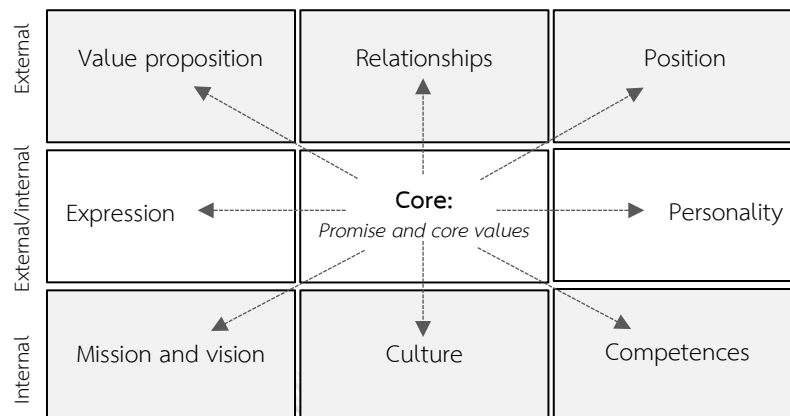 External
Value proposition
Relationships
Position
External/internal
Expression
Core:
Promise and core values
Personality
Internal
Mission and vision
Culture
Competences